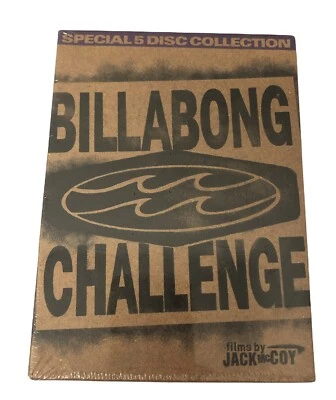 SPECIAL 5 DISC COLLECTION
BILLABONG
CHALLENGE
films by
JACK McCOY